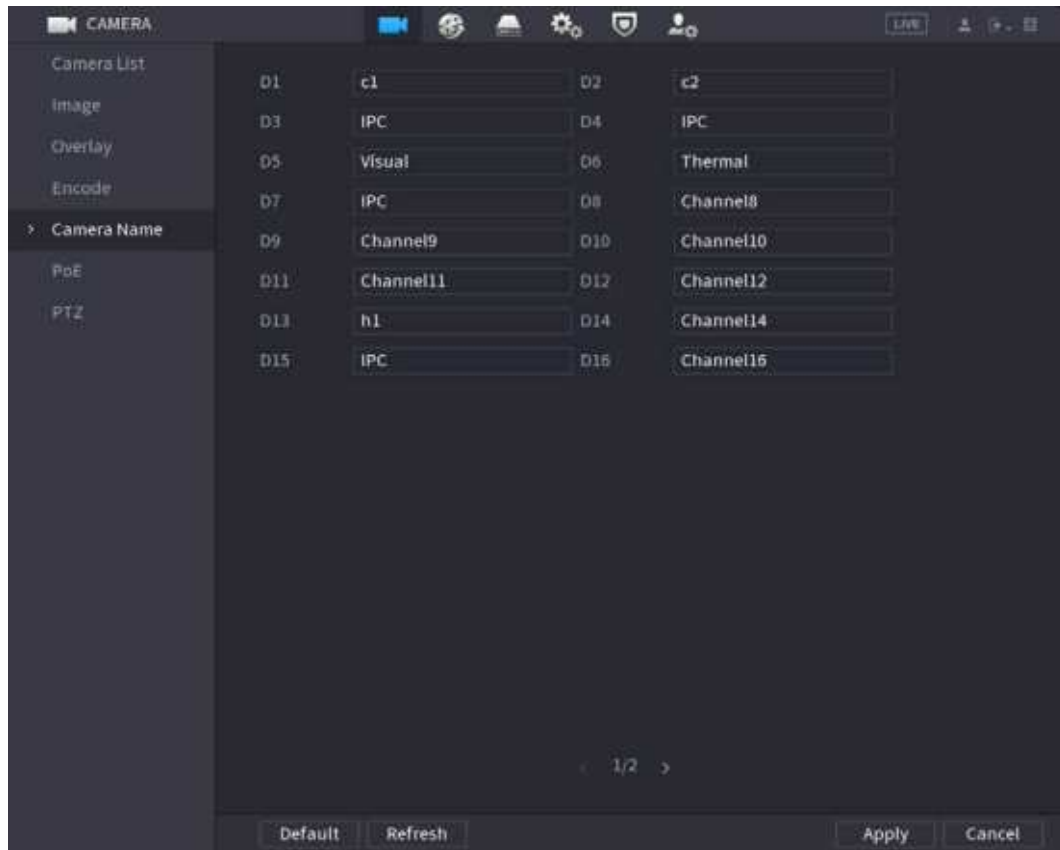 CAMERA
LIVE
Camera List
Image
Overlay
Encode
Camera Name
PoE
PTZ
D1 c1 D2 c2
D3 IPC D4 IPC
D5 Visual D6 Thermal
D7 IPC D8 Channel8
D9 Channel9 D10 Channel10
D11 Channel11 D12 Channel12
D13 h1 D14 Channel14
D15 IPC D16 Channel16
1/2
Default Refresh Apply Cancel